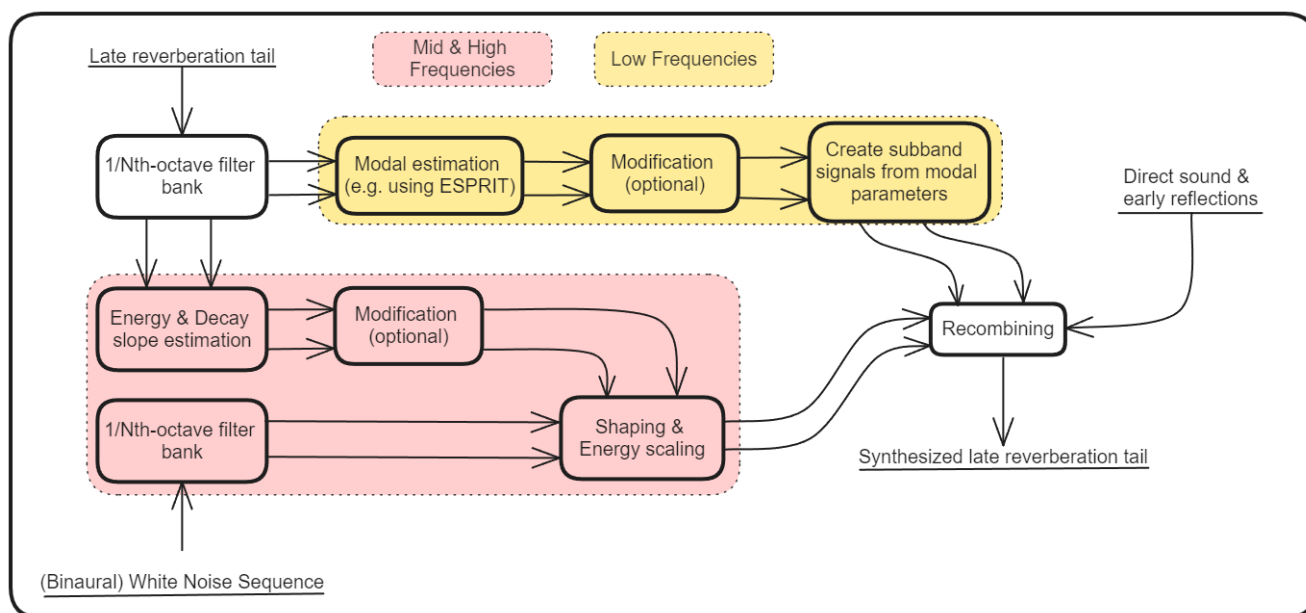 Late reverberation tail
Mid & High
Frequencies
Low Frequencies
1/Nth-octave filter
bank
Modal estimation
(e.g. using ESPRIT)
Modification
(optional)
Create subband
signals from modal
parameters
Direct sound &
early reflections
Energy & Decay
slope estimation
Modification
(optional)
Recombining
1/Nth-octave filter
bank
Shaping &
Energy scaling
Synthesized late reverberation tail
(Binaural) White Noise Sequence